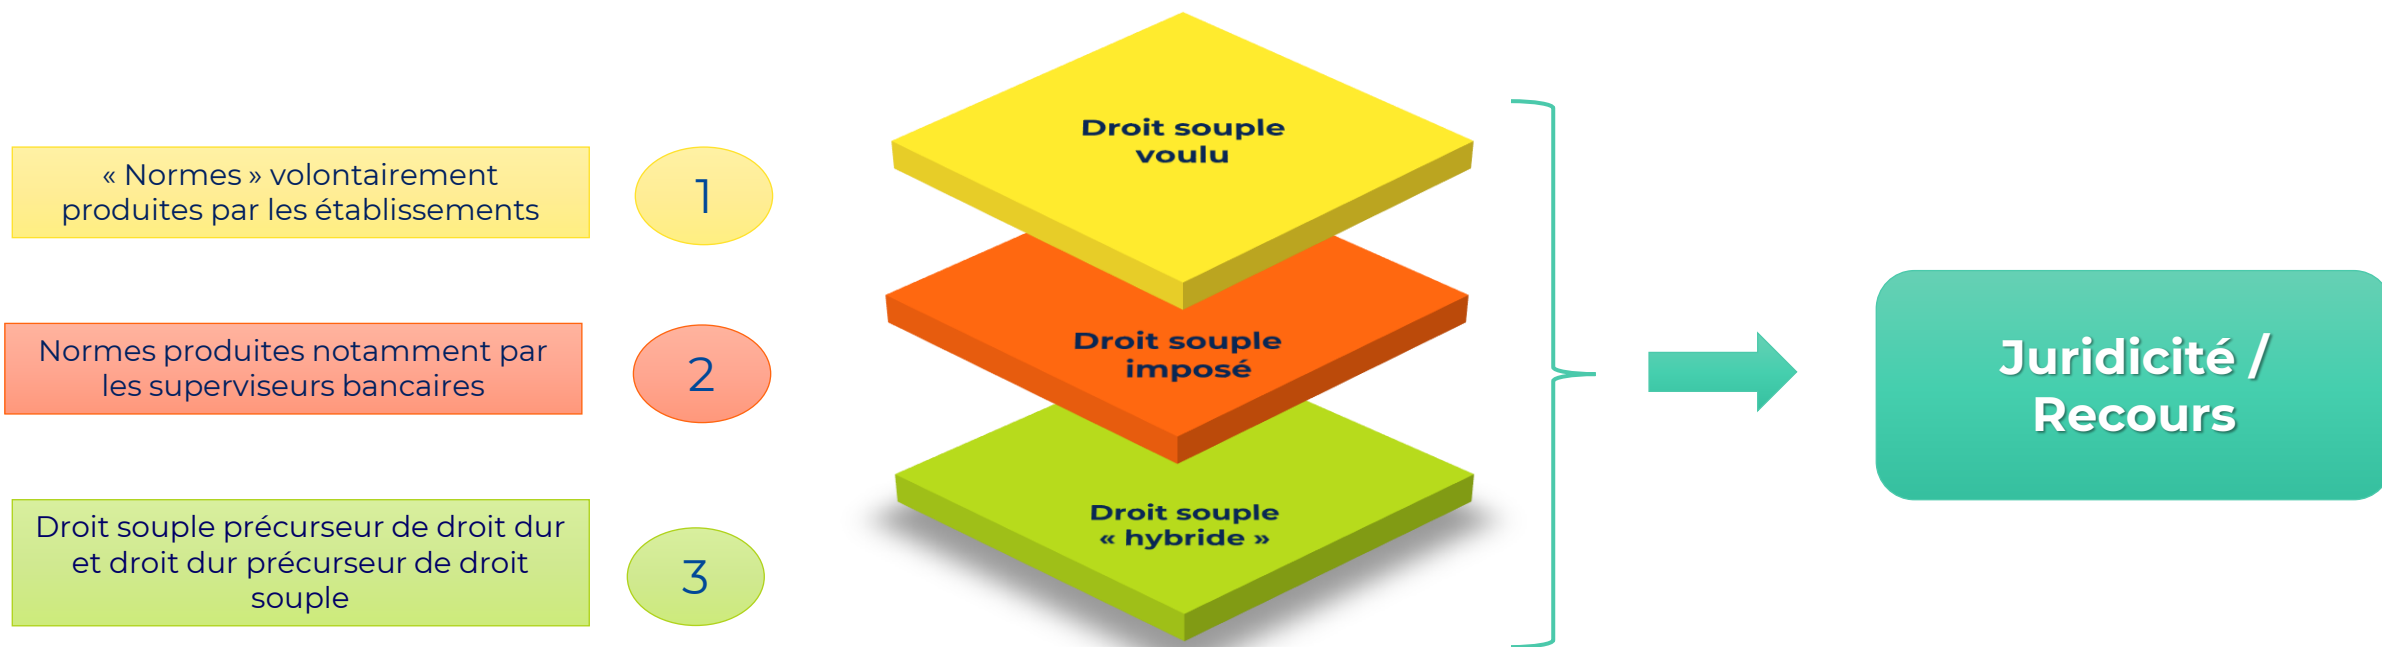 « Normes » volontairement
produites par les établissements
1
Droit souple
voulu
Normes produites notamment par
les superviseurs bancaires
2
Droit souple
imposé
Droit souple précurseur de droit dur
et droit dur précurseur de droit
souple
3
Droit souple
« hybride »
Juridicité /
Recours